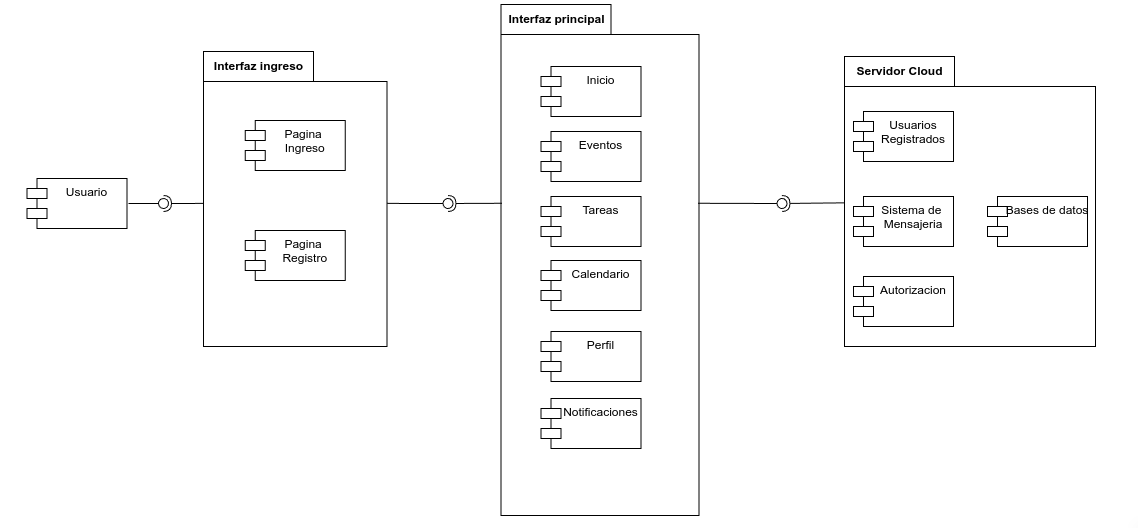 Interfaz principal
Interfaz ingreso
Servidor Cloud
Usuario
Pagina
Ingreso
Pagina
Registro
Inicio
Eventos
Tareas
Calendario
Perfil
Notificaciones
Usuarios
Registrados
Sistema de
Mensajeria
Autorizacion
Bases de datos